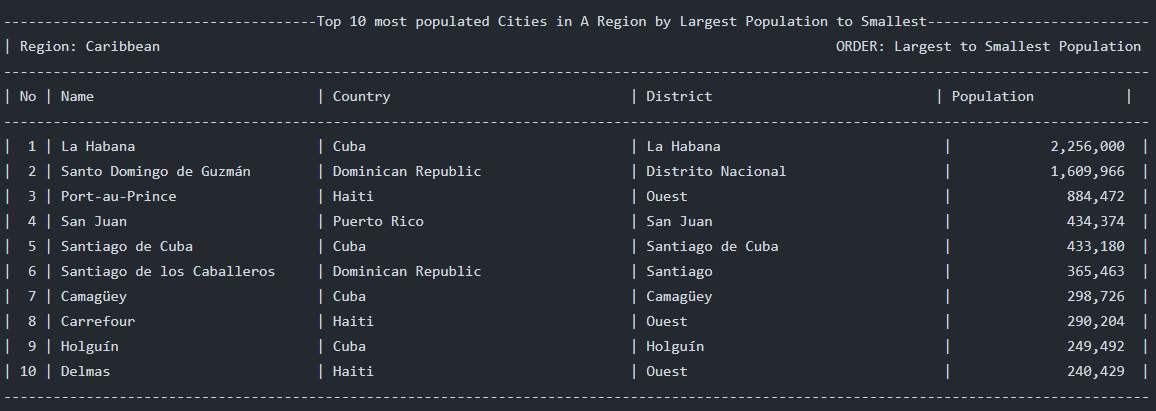 --------------------------------------Top 10 most populated Cities in A Region by Largest Population to Smallest---------------------------
| Region: Caribbean                                                                                  ORDER: Largest to Smallest Population
-------------------------------------------------------------------------------------------------------------------------------------------
| No | Name                           | Country                             | District                           | Population           |
-------------------------------------------------------------------------------------------------------------------------------------------
|  1 | La Habana                      | Cuba                                | La Habana                           |            2,256,000  |
|  2 | Santo Domingo de Guzmán        | Dominican Republic                  | Distrito Nacional                   |            1,609,966  |
|  3 | Port-au-Prince                 | Haiti                               | Ouest                               |              884,472  |
|  4 | San Juan                       | Puerto Rico                         | San Juan                            |              434,374  |
|  5 | Santiago de Cuba               | Cuba                                | Santiago de Cuba                    |              433,180  |
|  6 | Santiago de los Caballeros     | Dominican Republic                  | Santiago                            |              365,463  |
|  7 | Camagüey                       | Cuba                                | Camagüey                            |              298,726  |
|  8 | Carrefour                      | Haiti                               | Ouest                               |              290,204  |
|  9 | Holguín                        | Cuba                                | Holguín                             |              249,492  |
| 10 | Delmas                         | Haiti                               | Ouest                               |              240,429  |
-------------------------------------------------------------------------------------------------------------------------------------------